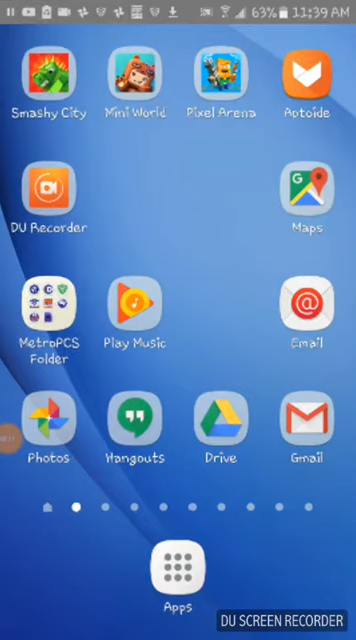 63% 11:39 AM
Smashy City Mini World Pixel Arena Aptoide
DU Recorder Maps
MetroPCS Folder Play Music Email
Photos Hangouts Drive Gmail
Apps
DU SCREEN RECORDER